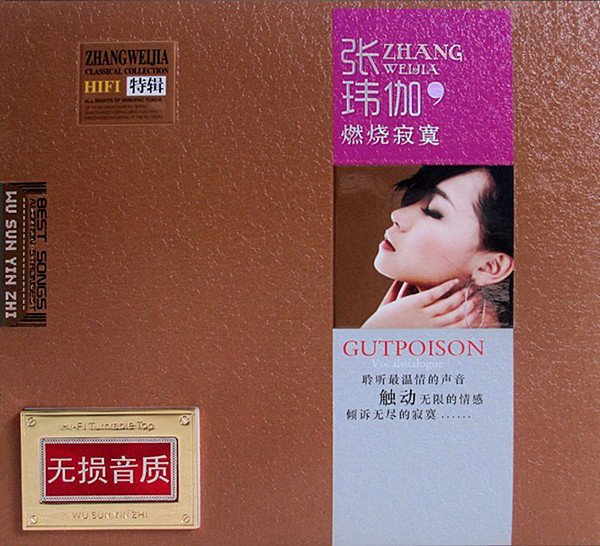 ZHANGWEIJIA
CLASSICAL COLLECTION
HIFI 特辑
张 ZHANG
WEIJIA
玮伽
燃烧寂寞
BEST SONGS
WU SUN YIN ZHI
GUTPOISON
聆听最温情的声音
触动 无限的情感
倾诉无尽的寂寞 ......
Hi-Fi Turntable Top
无损音质
WU SUN YIN ZHI